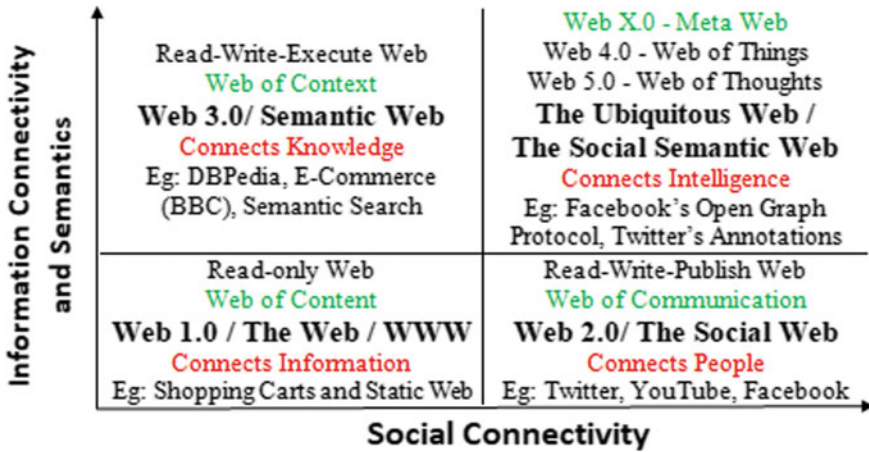 Information Connectivity
and Semantics
Read-Write-Execute Web
Web of Context
Web 3.0/ Semantic Web
Connects Knowledge
Eg: DBPedia, E-Commerce
(BBC), Semantic Search
Web X.0 - Meta Web
Web 4.0 - Web of Things
Web 5.0 - Web of Thoughts
The Ubiquitous Web /
The Social Semantic Web
Connects Intelligence
Eg: Facebook's Open Graph
Protocol, Twitter's Annotations
Read-only Web
Web of Content
Web 1.0 / The Web / WWW
Connects Information
Eg: Shopping Carts and Static Web
Read-Write-Publish Web
Web of Communication
Web 2.0/ The Social Web
Connects People
Eg: Twitter, YouTube, Facebook
Social Connectivity